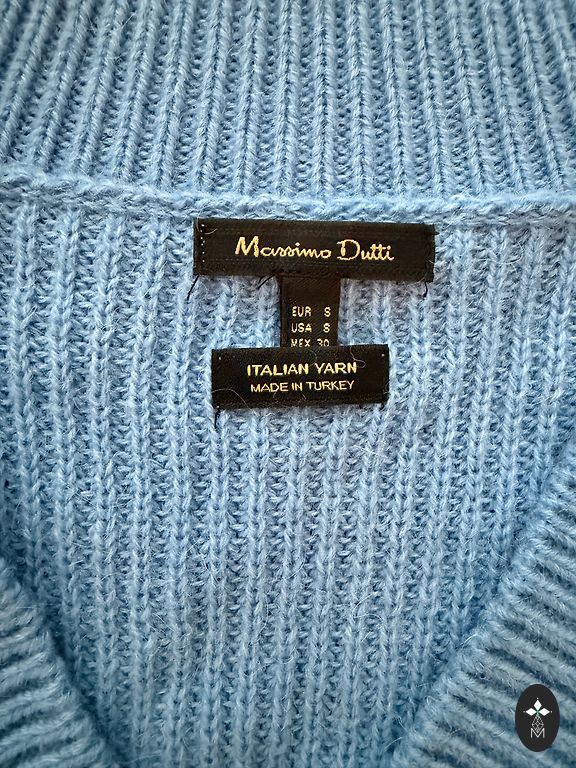 Massimo Dutti
EUR S
USA S
MEX 30
ITALIAN YARN
MADE IN TURKEY
M